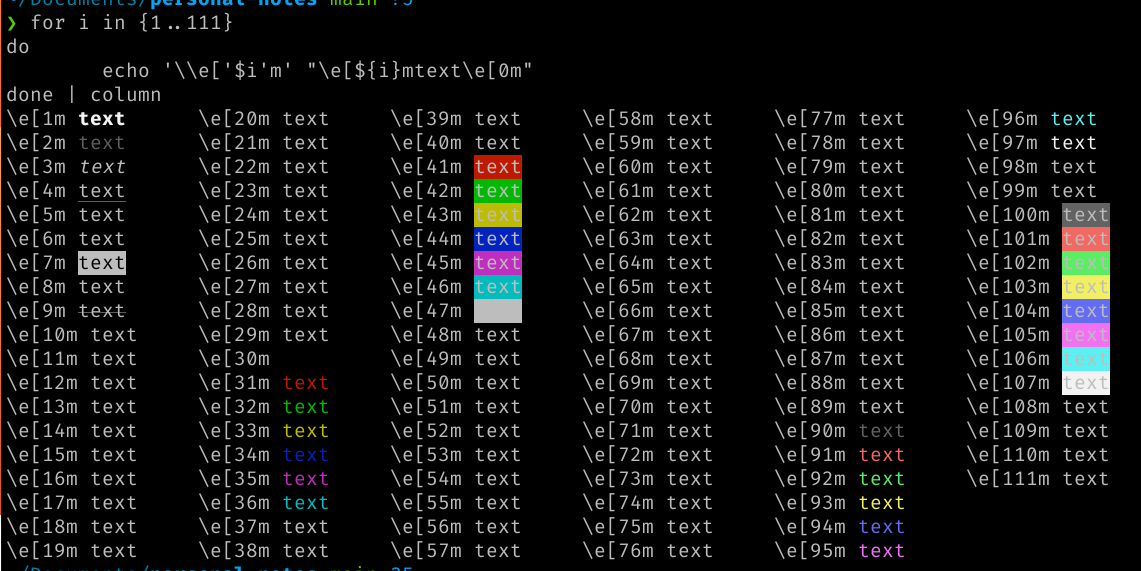 ~/Documents/personal-notes main !5
❯ for i in {1..111}
do
        echo '\\e['$i'm' "\e[${i}mtext\e[0m"
done | column
\e[1m text      \e[20m text     \e[39m text     \e[58m text     \e[77m text     \e[96m text
\e[2m text      \e[21m text     \e[40m text     \e[59m text     \e[78m text     \e[97m text
\e[3m text      \e[22m text     \e[41m text     \e[60m text     \e[79m text     \e[98m text
\e[4m text      \e[23m text     \e[42m text     \e[61m text     \e[80m text     \e[99m text
\e[5m text      \e[24m text     \e[43m text     \e[62m text     \e[81m text     \e[100m text
\e[6m text      \e[25m text     \e[44m text     \e[63m text     \e[82m text     \e[101m text
\e[7m text      \e[26m text     \e[45m text     \e[64m text     \e[83m text     \e[102m text
\e[8m text      \e[27m text     \e[46m text     \e[65m text     \e[84m text     \e[103m text
\e[9m text      \e[28m text     \e[47m          \e[66m text     \e[85m text     \e[104m text
\e[10m text     \e[29m text     \e[48m text     \e[67m text     \e[86m text     \e[105m text
\e[11m text     \e[30m          \e[49m text     \e[68m text     \e[87m text     \e[106m text
\e[12m text     \e[31m text     \e[50m text     \e[69m text     \e[88m text     \e[107m text
\e[13m text     \e[32m text     \e[51m text     \e[70m text     \e[89m text     \e[108m text
\e[14m text     \e[33m text     \e[52m text     \e[71m text     \e[90m text     \e[109m text
\e[15m text     \e[34m text     \e[53m text     \e[72m text     \e[91m text     \e[110m text
\e[16m text     \e[35m text     \e[54m text     \e[73m text     \e[92m text     \e[111m text
\e[17m text     \e[36m text     \e[55m text     \e[74m text     \e[93m text
\e[18m text     \e[37m text     \e[56m text     \e[75m text     \e[94m text
\e[19m text     \e[38m text     \e[57m text     \e[76m text     \e[95m text